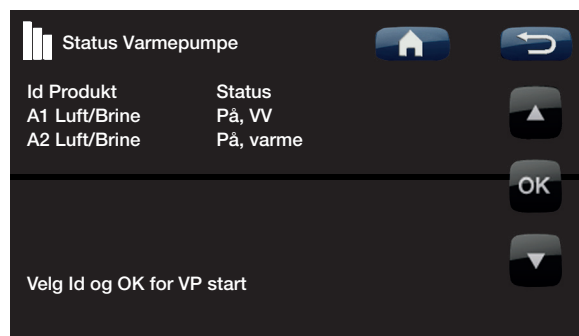 Status Varmepumpe
Id Produkt Status
A1 Luft/Brine På, VV
A2 Luft/Brine På, varme
OK
Velg Id og OK for VP start